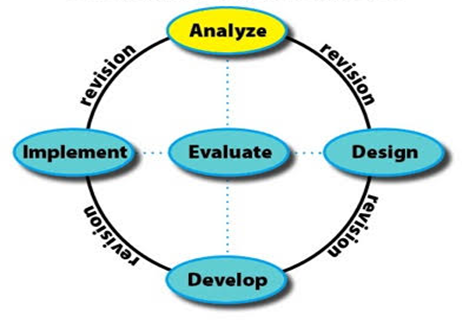 Analyze
revision
revision
Implement
Evaluate
Design
revision
revision
Develop